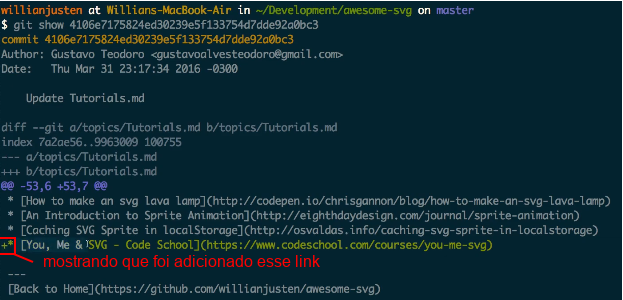 willianjusten at Willians-MacBook-Air in ~/Development/awesome-svg on master
$ git show 4106e7175824ed30239e5f133754d7dde92a0bc3
commit 4106e7175824ed30239e5f133754d7dde92a0bc3
Author: Gustavo Teodoro <gustavoalvesteodoro@gmail.com>
Date:   Thu Mar 31 23:17:34 2016 -0300
    Update Tutorials.md
diff --git a/topics/Tutorials.md b/topics/Tutorials.md
index 7a2ae56..9963009 100755
--- a/topics/Tutorials.md
+++ b/topics/Tutorials.md
@@ -53,6 +53,7 @@
 * [How to make an svg lava lamp](http://codepen.io/chrisgannon/blog/how-to-make-an-svg-lava-lamp)
 * [An Introduction to Sprite Animation](http://eighthdaydesign.com/journal/sprite-animation)
 * [Caching SVG Sprite in localStorage](http://osvaldas.info/caching-svg-sprite-in-localstorage)
+* [You, Me & SVG - Code School](https://www.codeschool.com/courses/you-me-svg)
mostrando que foi adicionado esse link
 ---
 [Back to Home](https://github.com/willianjusten/awesome-svg)